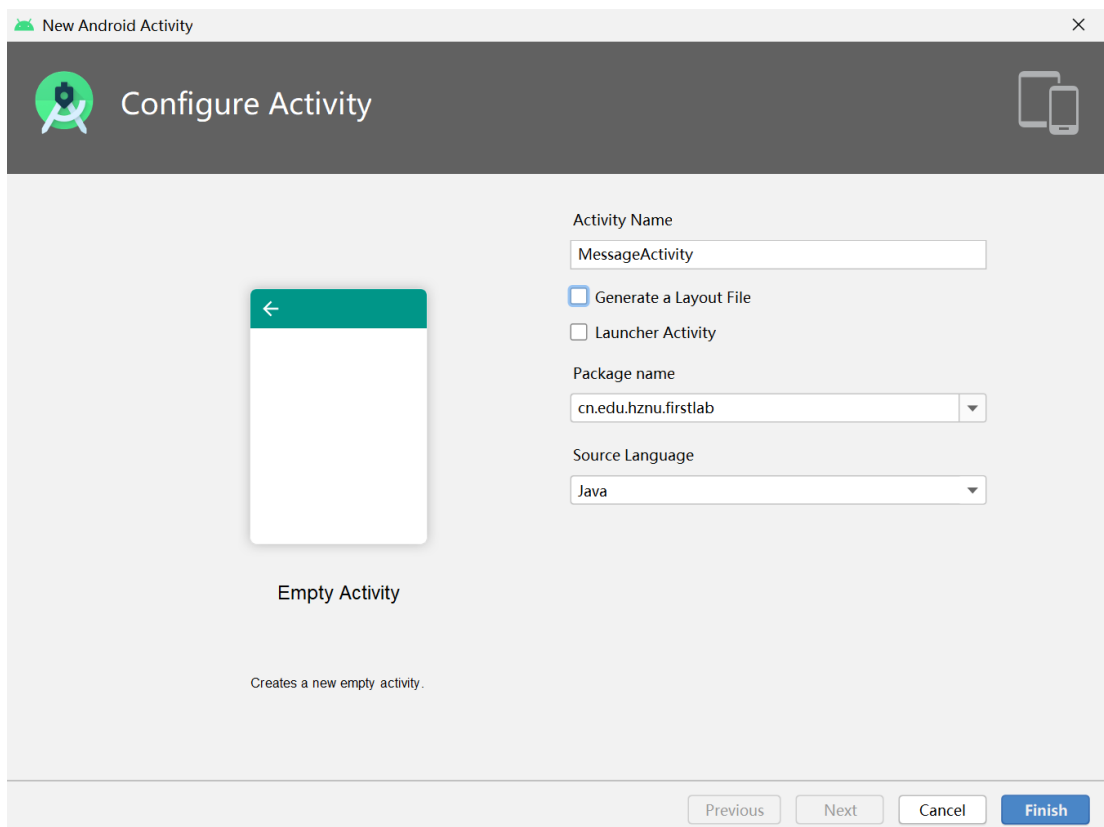 New Android Activity
Configure Activity
Activity Name
MessageActivity
Generate a Layout File
Launcher Activity
Package name
cn.edu.hznu.firstlab
Source Language
Java
Empty Activity
Creates a new empty activity.
Previous Next Cancel Finish